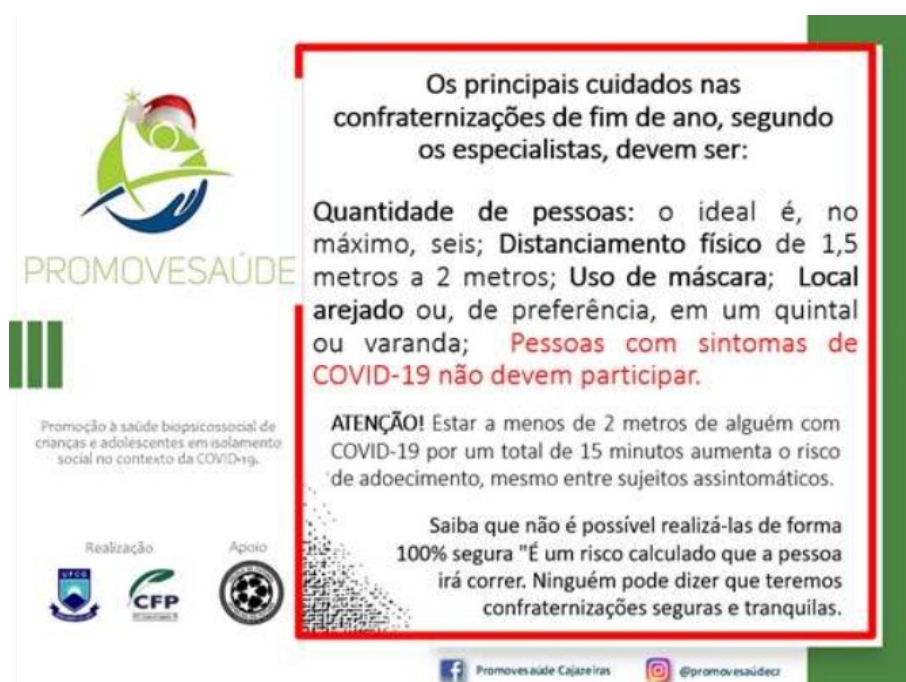 PROMOVESAÚDE
Promoção à saúde biopsicossocial de
crianças e adolescentes em isolamento
social no contexto da COVID-19.
Realização
Apoio
UFCG
CFP
Os principais cuidados nas
confraternizações de fim de ano, segundo
os especialistas, devem ser:
Quantidade de pessoas: o ideal é, no
máximo, seis; Distanciamento físico de 1,5
metros a 2 metros; Uso de máscara; Local
arejado ou, de preferência, em um quintal
ou varanda; Pessoas com sintomas de
COVID-19 não devem participar.
ATENÇÃO! Estar a menos de 2 metros de alguém com
COVID-19 por um total de 15 minutos aumenta o risco
de adoecimento, mesmo entre sujeitos assintomáticos.
Saiba que não é possível realizá-las de forma
100% segura "É um risco calculado que a pessoa
irá correr. Ninguém pode dizer que teremos
confraternizações seguras e tranquilas.
Promovesaúde Cajazeiras
@promovesaúdecz